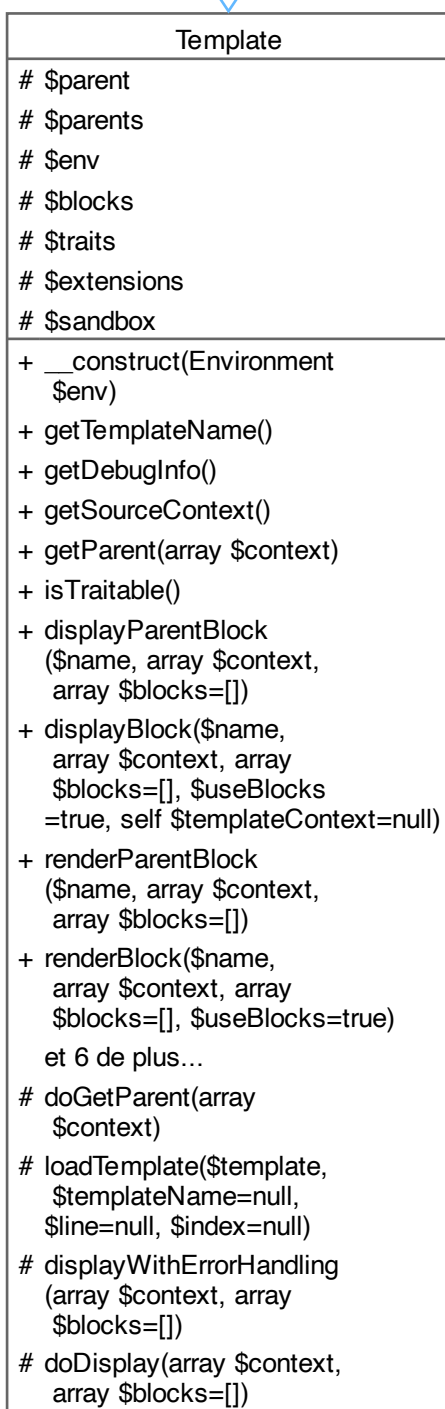 Template
# $parent
# $parents
# $env
# $blocks
# $traits
# $extensions
# $sandbox
+ __construct(Environment
$env)
+ getTemplateName()
+ getDebugInfo()
+ getSourceContext()
+ getParent(array $context)
+ isTraitable()
+ displayParentBlock
($name, array $context,
array $blocks=[])
+ displayBlock($name,
array $context, array
$blocks=[], $useBlocks
=true, self $templateContext=null)
+ renderParentBlock
($name, array $context,
array $blocks=[])
+ renderBlock($name,
array $context, array
$blocks=[], $useBlocks=true)
et 6 de plus...
# doGetParent(array
$context)
# loadTemplate($template,
$templateName=null,
$line=null, $index=null)
# displayWithErrorHandling
(array $context, array
$blocks=[])
# doDisplay(array $context,
array $blocks=[])